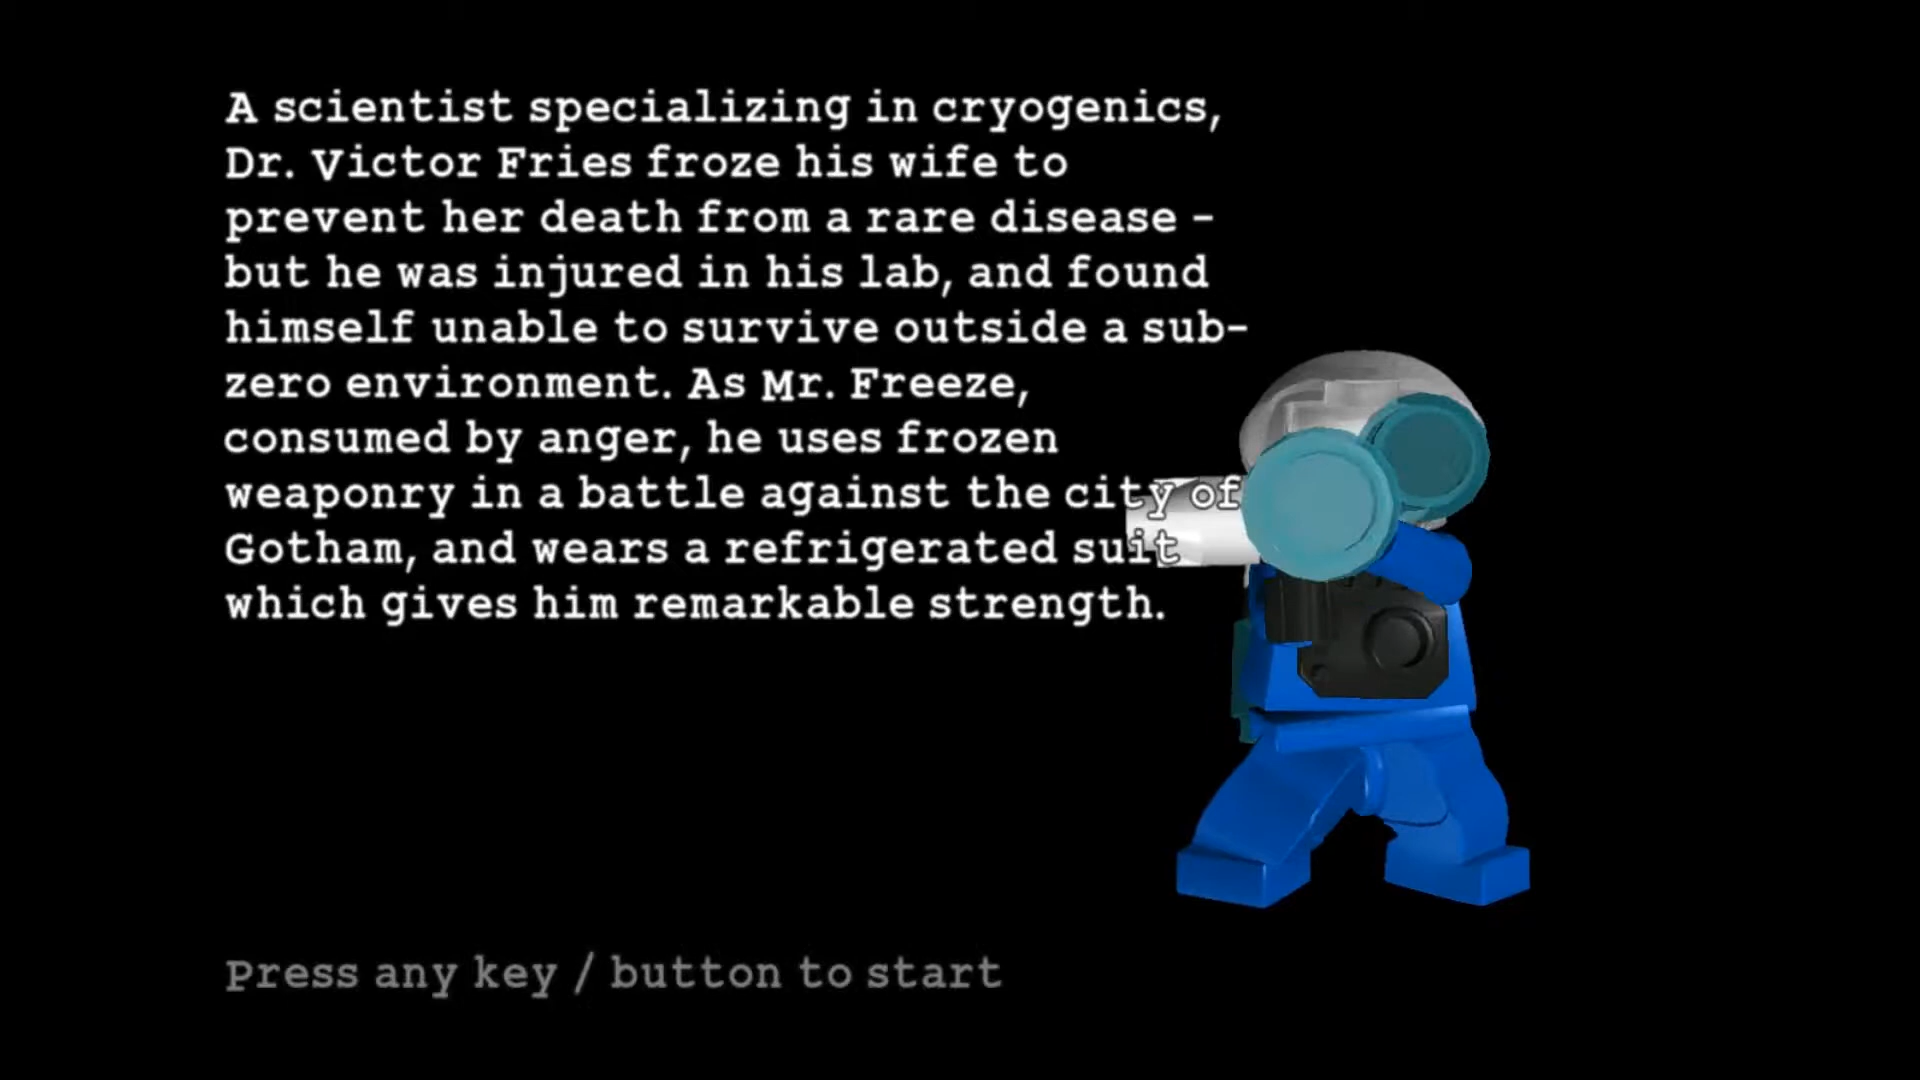 A scientist specializing in cryogenics,
Dr. Victor Fries froze his wife to
prevent her death from a rare disease -
but he was injured in his lab, and found
himself unable to survive outside a sub-
zero environment. As Mr. Freeze,
consumed by anger, he uses frozen
weaponry in a battle against the city of
Gotham, and wears a refrigerated suit
which gives him remarkable strength.
Press any key / button to start